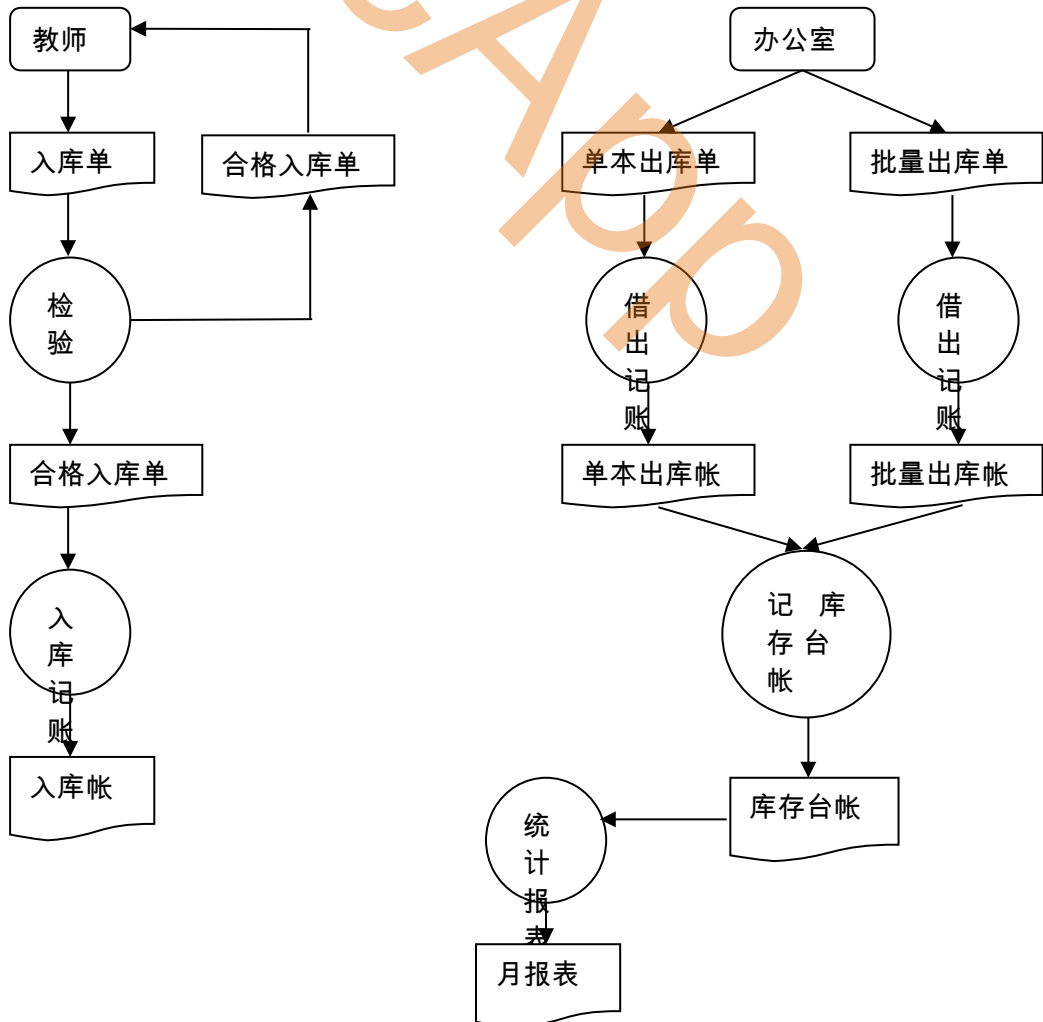 教师
办公室
入库单
合格入库单
单本出库单
批量出库单
检
验
借
出
记
账
借
出
记
账
合格入库单
单本出库帐
批量出库帐
入
库
记
账
记 库
存 台
帐
入库帐
库存台帐
统
计
报
表
月报表
cApp